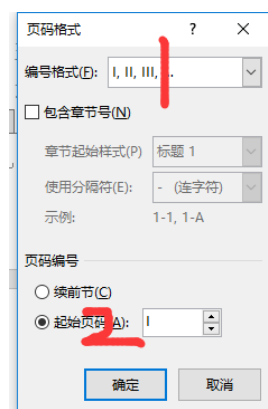 页码格式 ? ×
编号格式(F): I, II, III, ...
包含章节号(N)
章节起始样式(P) 标题 1
使用分隔符(E): - (连字符)
示例: 1-1, 1-A
页码编号
续前节(C)
起始页码(A): I
确定 取消